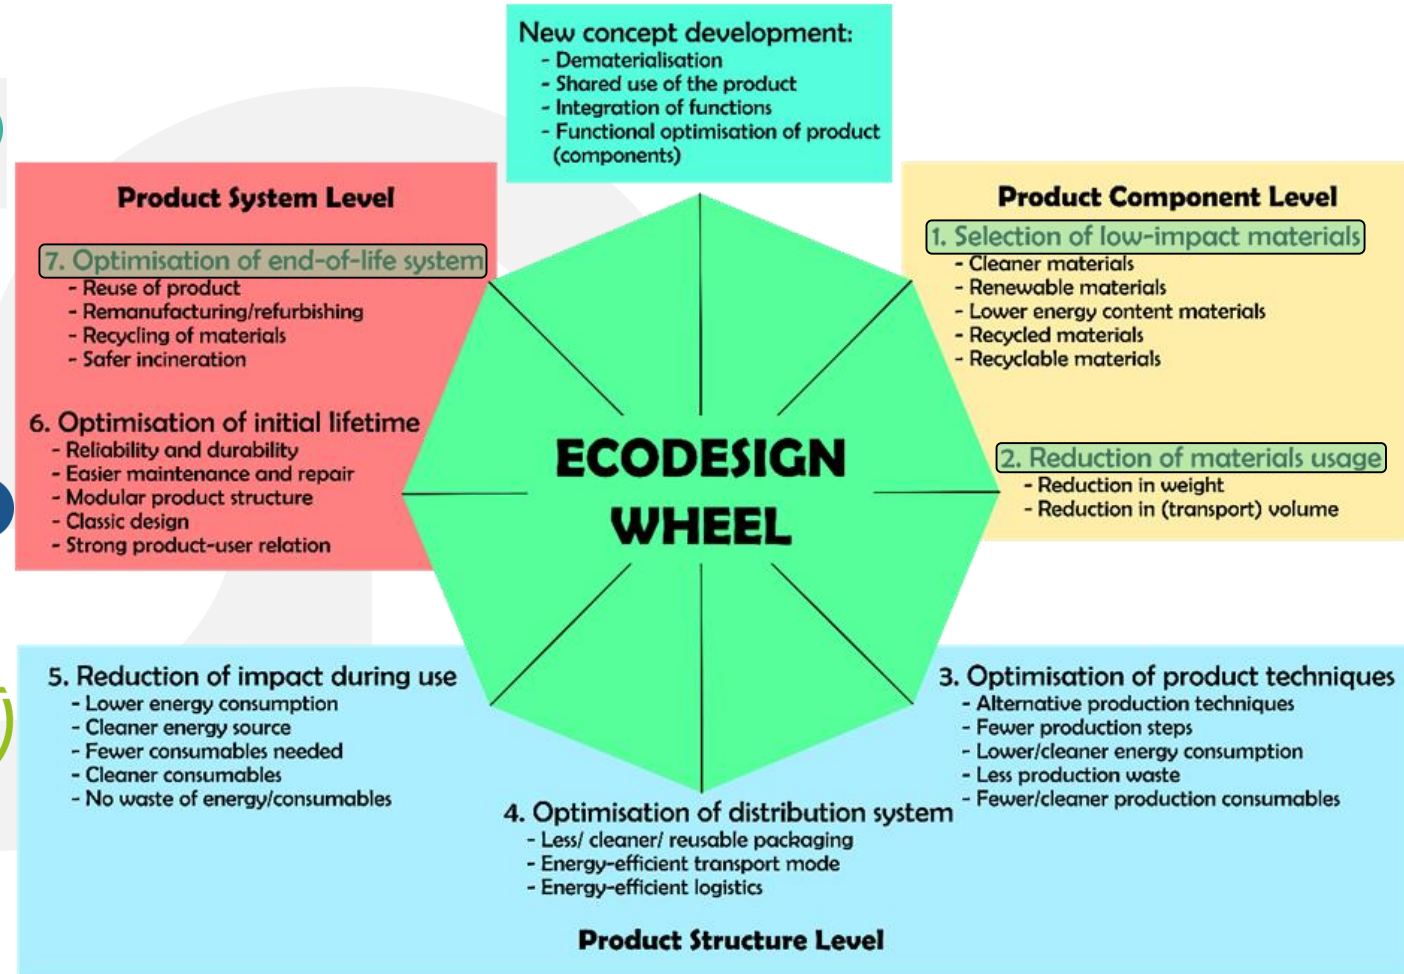 New concept development:
- Dematerialisation
- Shared use of the product
- Integration of functions
- Functional optimisation of product
(components)
Product System Level
7. Optimisation of end-of-life system
- Reuse of product
- Remanufacturing/refurbishing
- Recycling of materials
- Safer incineration
6. Optimisation of initial lifetime
- Reliability and durability
- Easier maintenance and repair
- Modular product structure
- Classic design
- Strong product-user relation
Product Component Level
1. Selection of low-impact materials
- Cleaner materials
- Renewable materials
- Lower energy content materials
- Recycled materials
- Recyclable materials
2. Reduction of materials usage
- Reduction in weight
- Reduction in (transport) volume
ECODESIGN
WHEEL
5. Reduction of impact during use
- Lower energy consumption
- Cleaner energy source
- Fewer consumables needed
- Cleaner consumables
- No waste of energy/consumables
4. Optimisation of distribution system
- Less/ cleaner/ reusable packaging
- Energy-efficient transport mode
- Energy-efficient logistics
3. Optimisation of product techniques
- Alternative production techniques
- Fewer production steps
- Lower/cleaner energy consumption
- Less production waste
- Fewer/cleaner production consumables
Product Structure Level